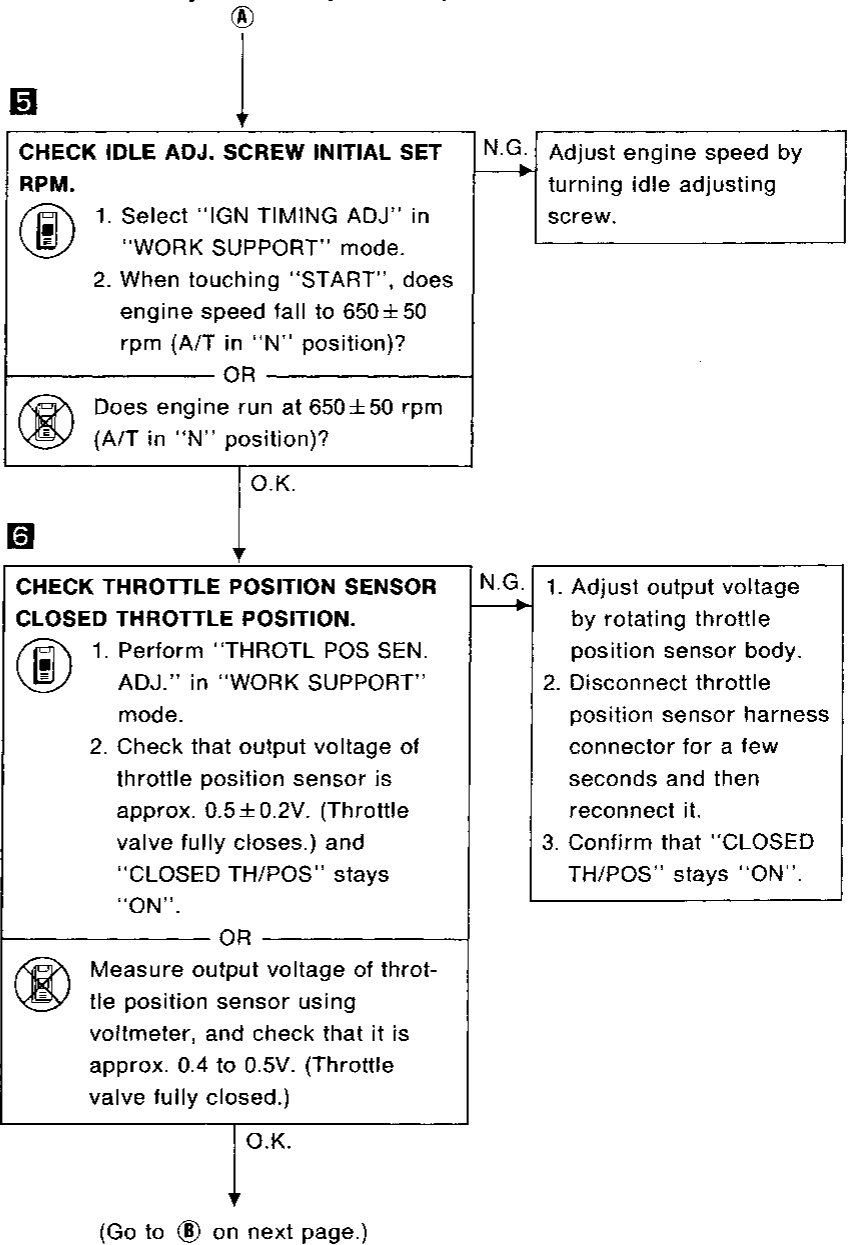 A
5
CHECK IDLE ADJ. SCREW INITIAL SET
RPM.
1. Select "IGN TIMING ADJ" in
"WORK SUPPORT" mode.
2. When touching "START", does
engine speed fall to 650±50
rpm (A/T in "N" position)?
OR
Does engine run at 650±50 rpm
(A/T in "N" position)?
N.G.
Adjust engine speed by
turning idle adjusting
screw.
O.K.
6
CHECK THROTTLE POSITION SENSOR
CLOSED THROTTLE POSITION.
1. Perform "THROTL POS SEN.
ADJ." in "WORK SUPPORT"
mode.
2. Check that output voltage of
throttle position sensor is
approx. 0.5±0.2V. (Throttle
valve fully closes.) and
"CLOSED TH/POS" stays
"ON".
OR
Measure output voltage of throt-
tle position sensor using
voltmeter, and check that it is
approx. 0.4 to 0.5V. (Throttle
valve fully closed.)
N.G.
1. Adjust output voltage
by rotating throttle
position sensor body.
2. Disconnect throttle
position sensor harness
connector for a few
seconds and then
reconnect it.
3. Confirm that "CLOSED
TH/POS" stays "ON".
O.K.
(Go to B on next page.)